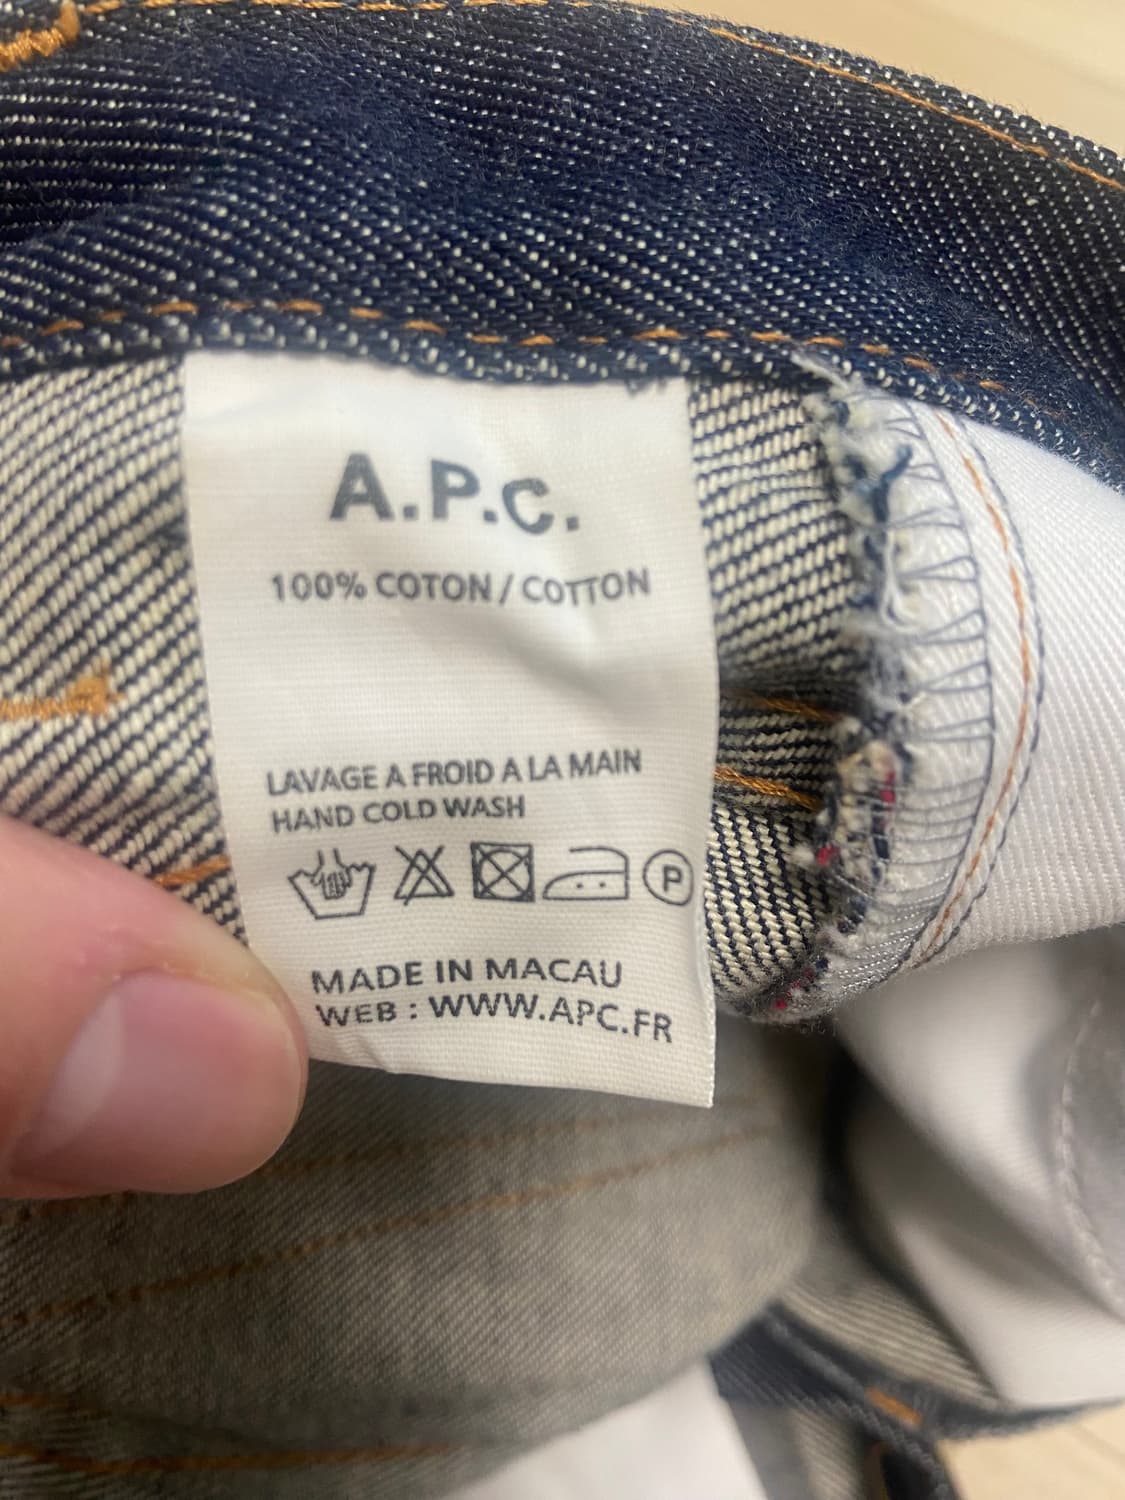 A.P.C.
100% COTON / COTTON
LAVAGE A FROID A LA MAIN
HAND COLD WASH
P
MADE IN MACAU
WEB : WWW.APC.FR